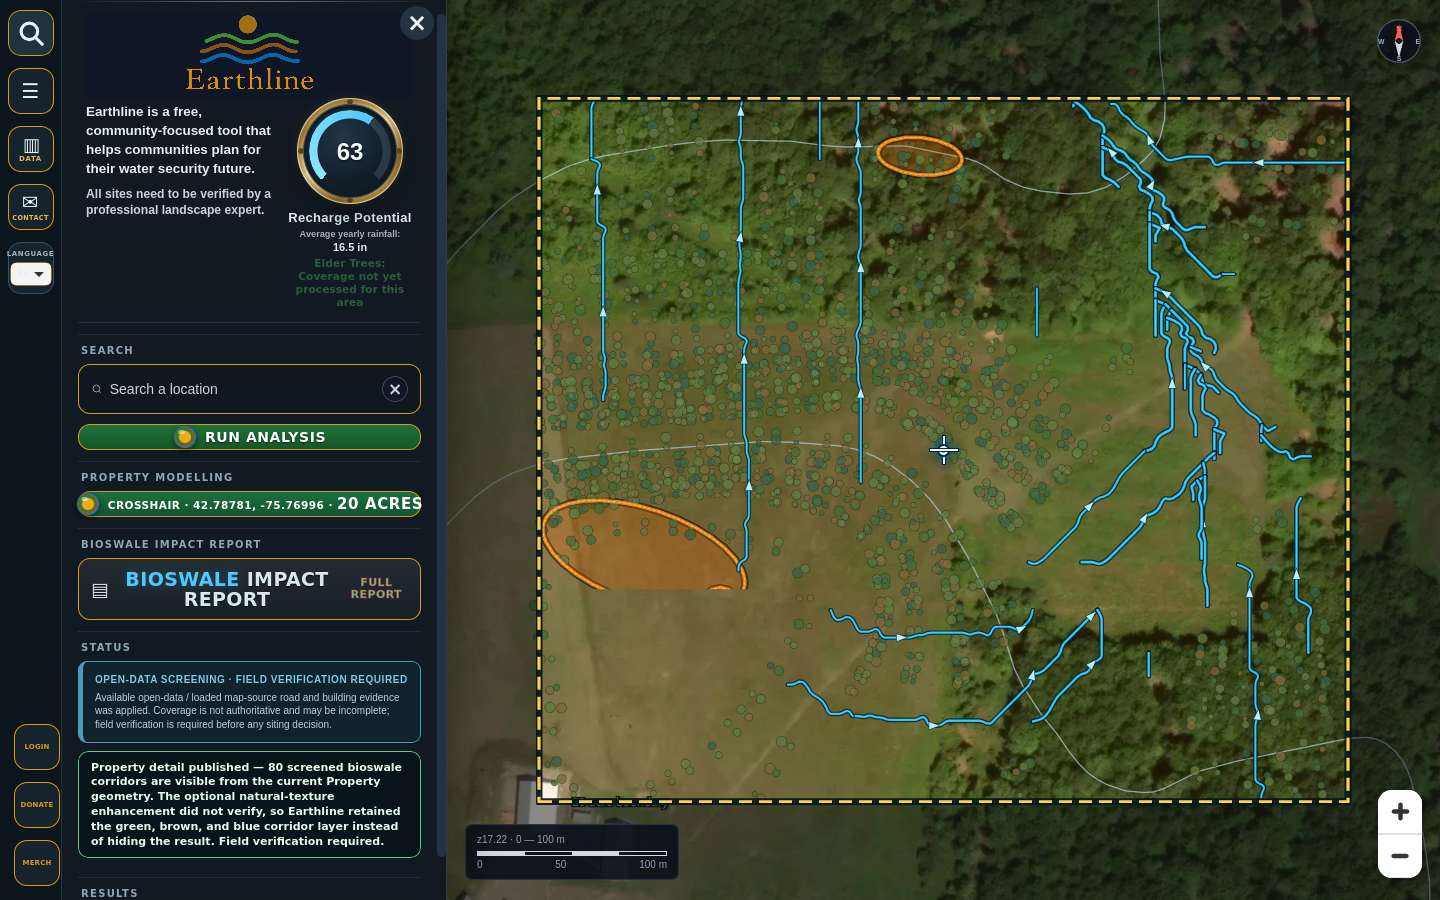 Earthline
Earthline is a free,
community-focused tool that
helps communities plan for
their water security future.
All sites need to be verified by a
professional landscape expert.
63
Recharge Potential
Average yearly rainfall:
16.5 in
Elder Trees:
Coverage not yet
processed for this
area
DATA
CONTACT
LANGUAGE
LOGIN
DONATE
MERCH
SEARCH
Search a location
RUN ANALYSIS
PROPERTY MODELLING
CROSSHAIR · 42.78781, -75.76996 · 20 ACRES
BIOSWALE IMPACT REPORT
BIOSWALE IMPACT
REPORT
FULL
REPORT
STATUS
OPEN-DATA SCREENING · FIELD VERIFICATION REQUIRED
Available open-data / loaded map-source road and building evidence
was applied. Coverage is not authoritative and may be incomplete;
field verification is required before any siting decision.
Property detail published — 80 screened bioswale
corridors are visible from the current Property
geometry. The optional natural-texture
enhancement did not verify, so Earthline retained
the green, brown, and blue corridor layer instead
of hiding the result. Field verification required.
RESULTS
W
E
S
z17.22 · 0 — 100 m
0 50 100 m